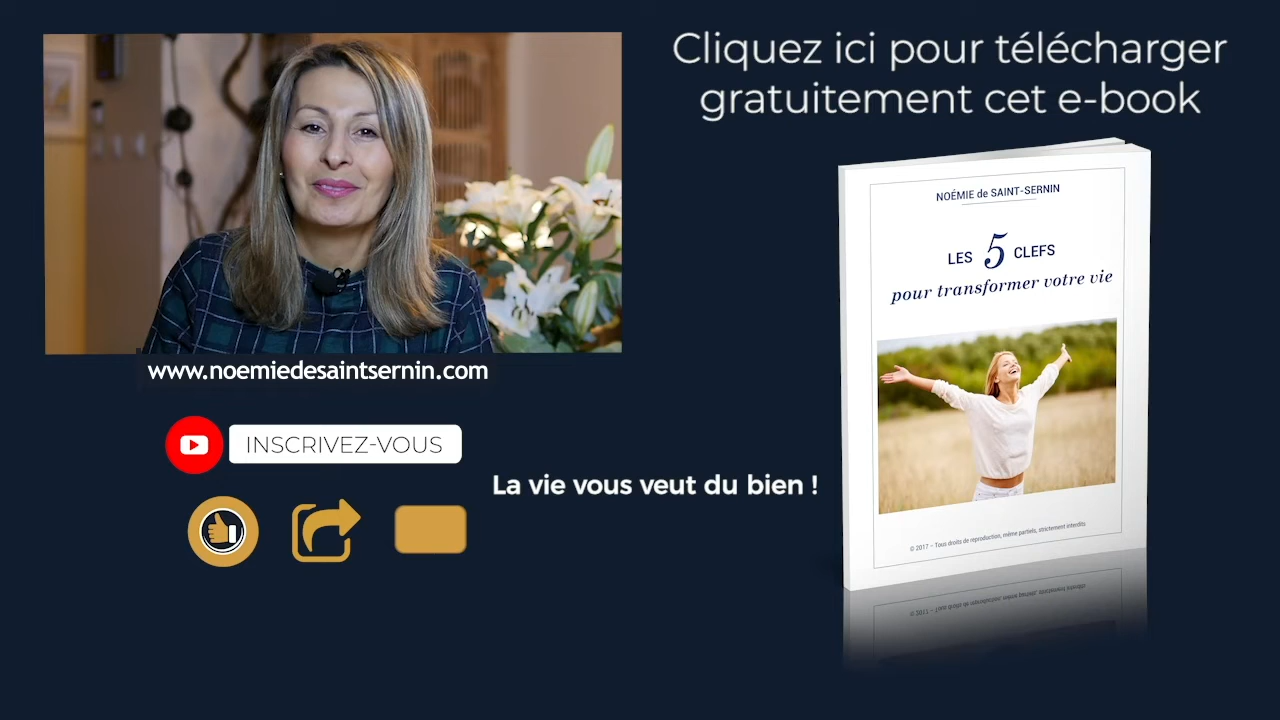 Cliquez ici pour télécharger
gratuitement cet e-book
www.noemiedesaintsernin.com
INSCRIVEZ-VOUS
La vie vous veut du bien !
NOÉMIE de SAINT-SERNIN
LES 5 CLEFS
pour transformer votre vie
© 2017 – Tous droits de reproduction, même partiels, strictement interdits